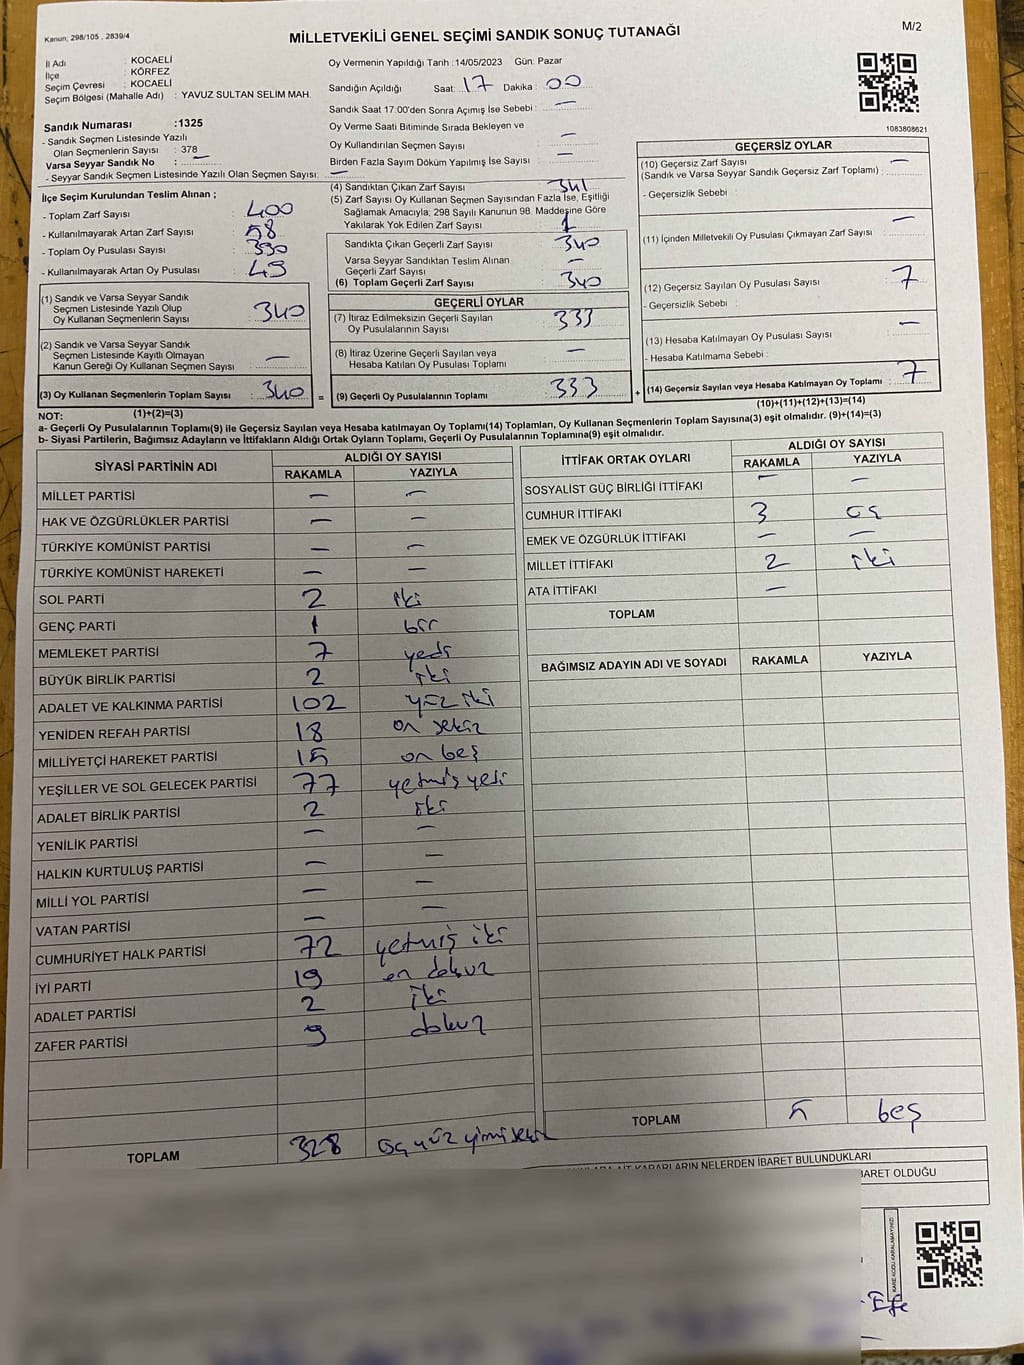 Kanun: 298/105 , 2839/4
MİLLETVEKİLİ GENEL SEÇİMİ SANDIK SONUÇ TUTANAĞI
M/2
İl Adı : KOCAELİ
İlçe : KÖRFEZ
Seçim Çevresi : KOCAELİ
Seçim Bölgesi (Mahalle Adı) : YAVUZ SULTAN SELIM MAH.
Sandık Numarası :1325
- Sandık Seçmen Listesinde Yazılı
Olan Seçmenlerin Sayısı : 378
Varsa Seyyar Sandık No : —
- Seyyar Sandık Seçmen Listesinde Yazılı Olan Seçmen Sayısı: —
Oy Vermenin Yapıldığı Tarih :14/05/2023 Gün: Pazar
Sandığın Açıldığı Saat: 17 Dakika : 00
Sandık Saat 17:00'den Sonra Açımış İse Sebebi : —
Oy Verme Saati Bitiminde Sırada Bekleyen ve
Oy Kullandırılan Seçmen Sayısı : —
Birden Fazla Sayım Döküm Yapılmış İse Sayısı : —
1083808621
İlçe Seçim Kurulundan Teslim Alınan ;
- Toplam Zarf Sayısı : 400
- Kullanılmayarak Artan Zarf Sayısı : 58
- Toplam Oy Pusulası Sayısı : 390
- Kullanılmayarak Artan Oy Pusulası : 49
(1) Sandık ve Varsa Seyyar Sandık
Seçmen Listesinde Yazılı Olup
Oy Kullanan Seçmenlerin Sayısı : 340
(2) Sandık ve Varsa Seyyar Sandık
Seçmen Listesinde Kayıtlı Olmayan
Kanun Gereği Oy Kullanan Seçmen Sayısı : —
(3) Oy Kullanan Seçmenlerin Toplam Sayısı : 340
(1)+(2)=(3)
(4) Sandıktan Çıkan Zarf Sayısı : 341
(5) Zarf Sayısı Oy Kullanan Seçmen Sayısından Fazla İse, Eşitliği
Sağlamak Amacıyla; 298 Sayılı Kanunun 98. Maddesine Göre
Yakılarak Yok Edilen Zarf Sayısı : 1
Sandıkta Çıkan Geçerli Zarf Sayısı : 340
Varsa Seyyar Sandıktan Teslim Alınan
Geçerli Zarf Sayısı : —
(6) Toplam Geçerli Zarf Sayısı : 340
GEÇERLİ OYLAR
(7) İtiraz Edilmeksizin Geçerli Sayılan
Oy Pusulalarının Sayısı : 333
(8) İtiraz Üzerine Geçerli Sayılan veya
Hesaba Katılan Oy Pusulası Toplamı : —
= (9) Geçerli Oy Pusulalarının Toplamı : 333
GEÇERSİZ OYLAR
(10) Geçersiz Zarf Sayısı
(Sandık ve Varsa Seyyar Sandık Geçersiz Zarf Toplamı) : —
- Geçersizlik Sebebi :
(11) İçinden Milletvekili Oy Pusulası Çıkmayan Zarf Sayısı : —
(12) Geçersiz Sayılan Oy Pusulası Sayısı : 7
- Geçersizlik Sebebi :
(13) Hesaba Katılmayan Oy Pusulası Sayısı : —
- Hesaba Katılmama Sebebi :
+ (14) Geçersiz Sayılan veya Hesaba Katılmayan Oy Toplamı : 7
(10)+(11)+(12)+(13)=(14)
NOT:
a- Geçerli Oy Pusulalarının Toplamı(9) ile Geçersiz Sayılan veya Hesaba katılmayan Oy Toplamı(14) Toplamları, Oy Kullanan Seçmenlerin Toplam Sayısına(3) eşit olmalıdır. (9)+(14)=(3)
b- Siyasi Partilerin, Bağımsız Adayların ve İttifakların Aldığı Ortak Oyların Toplamı, Geçerli Oy Pusulalarının Toplamına(9) eşit olmalıdır.
SİYASİ PARTİNİN ADI ALDIĞI OY SAYISI
RAKAMLA YAZIYLA
MİLLET PARTİSİ — —
HAK VE ÖZGÜRLÜKLER PARTİSİ — —
TÜRKİYE KOMÜNİST PARTİSİ — —
TÜRKİYE KOMÜNİST HAREKETİ — —
SOL PARTİ 2 iki
GENÇ PARTİ 1 bir
MEMLEKET PARTİSİ 7 yedi
BÜYÜK BİRLİK PARTİSİ 2 iki
ADALET VE KALKINMA PARTİSİ 102 yüz iki
YENİDEN REFAH PARTİSİ 18 on sekiz
MİLLİYETÇİ HAREKET PARTİSİ 15 on beş
YEŞİLLER VE SOL GELECEK PARTİSİ 77 yetmiş yedi
ADALET BİRLİK PARTİSİ 2 iki
YENİLİK PARTİSİ — —
HALKIN KURTULUŞ PARTİSİ — —
MİLLİ YOL PARTİSİ — —
VATAN PARTİSİ — —
CUMHURİYET HALK PARTİSİ 72 yetmiş iki
İYİ PARTİ 19 on dokuz
ADALET PARTİSİ 2 iki
ZAFER PARTİSİ 9 dokuz
TOPLAM 328 üç yüz yirmi sekiz
İTTİFAK ORTAK OYLARI ALDIĞI OY SAYISI
RAKAMLA YAZIYLA
SOSYALİST GÜÇ BİRLİĞİ İTTİFAKI — —
CUMHUR İTTİFAKI 3 üç
EMEK VE ÖZGÜRLÜK İTTİFAKI — —
MİLLET İTTİFAKI 2 iki
ATA İTTİFAKI —
TOPLAM
BAĞIMSIZ ADAYIN ADI VE SOYADI RAKAMLA YAZIYLA
TOPLAM 5 beş
KARARLARIN NELERDEN İBARET BULUNDUKLARI
İBARET OLDUĞU
KARE KODU KARALAMAYINIZ!
Efe